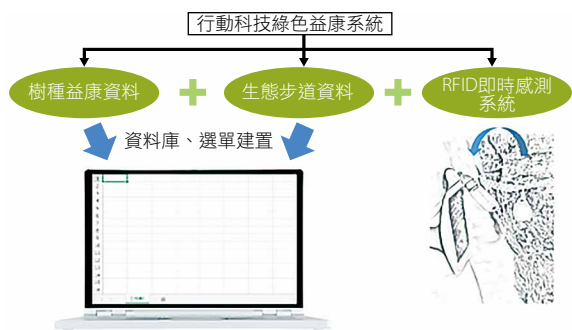 行動科技綠色益康系統
樹種益康資料
生態步道資料
RFID即時感測
系統
資料庫、選單建置